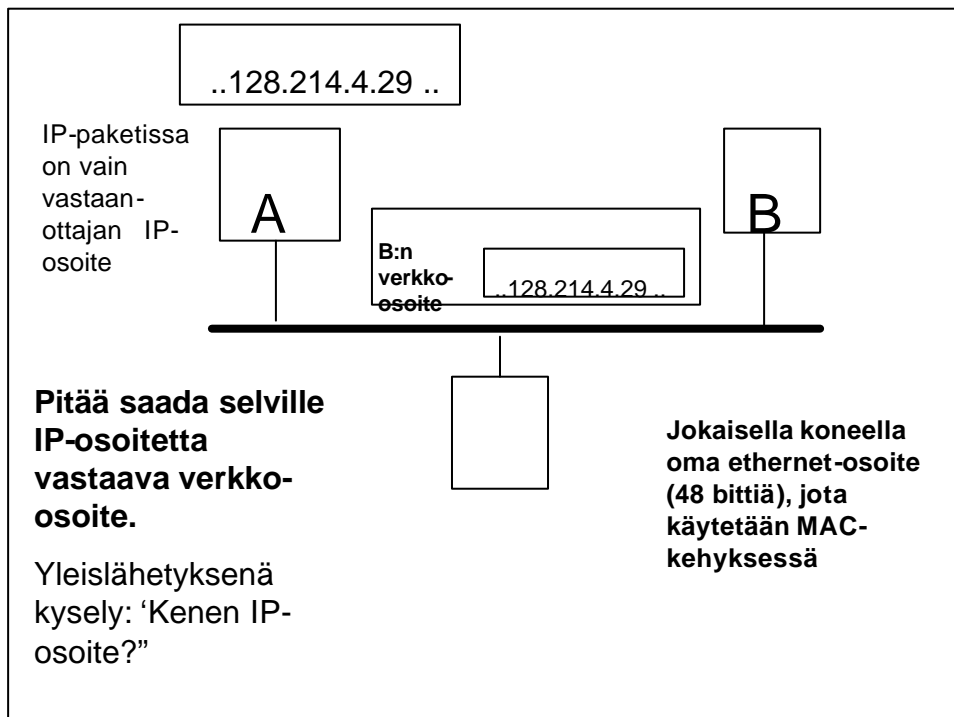 ..128.214.4.29 ..
IP-paketissa
on vain
vastaan-
ottajan IP-
osoite
A
B
B:n
verkko-
osoite
..128.214.4.29 ..
Pitää saada selville
IP-osoitetta
vastaava verkko-
osoite.
Yleislähetyksenä
kysely: ‘Kenen IP-
osoite?”
Jokaisella koneella
oma ethernet-osoite
(48 bittiä), jota
käytetään MAC-
kehyksessä